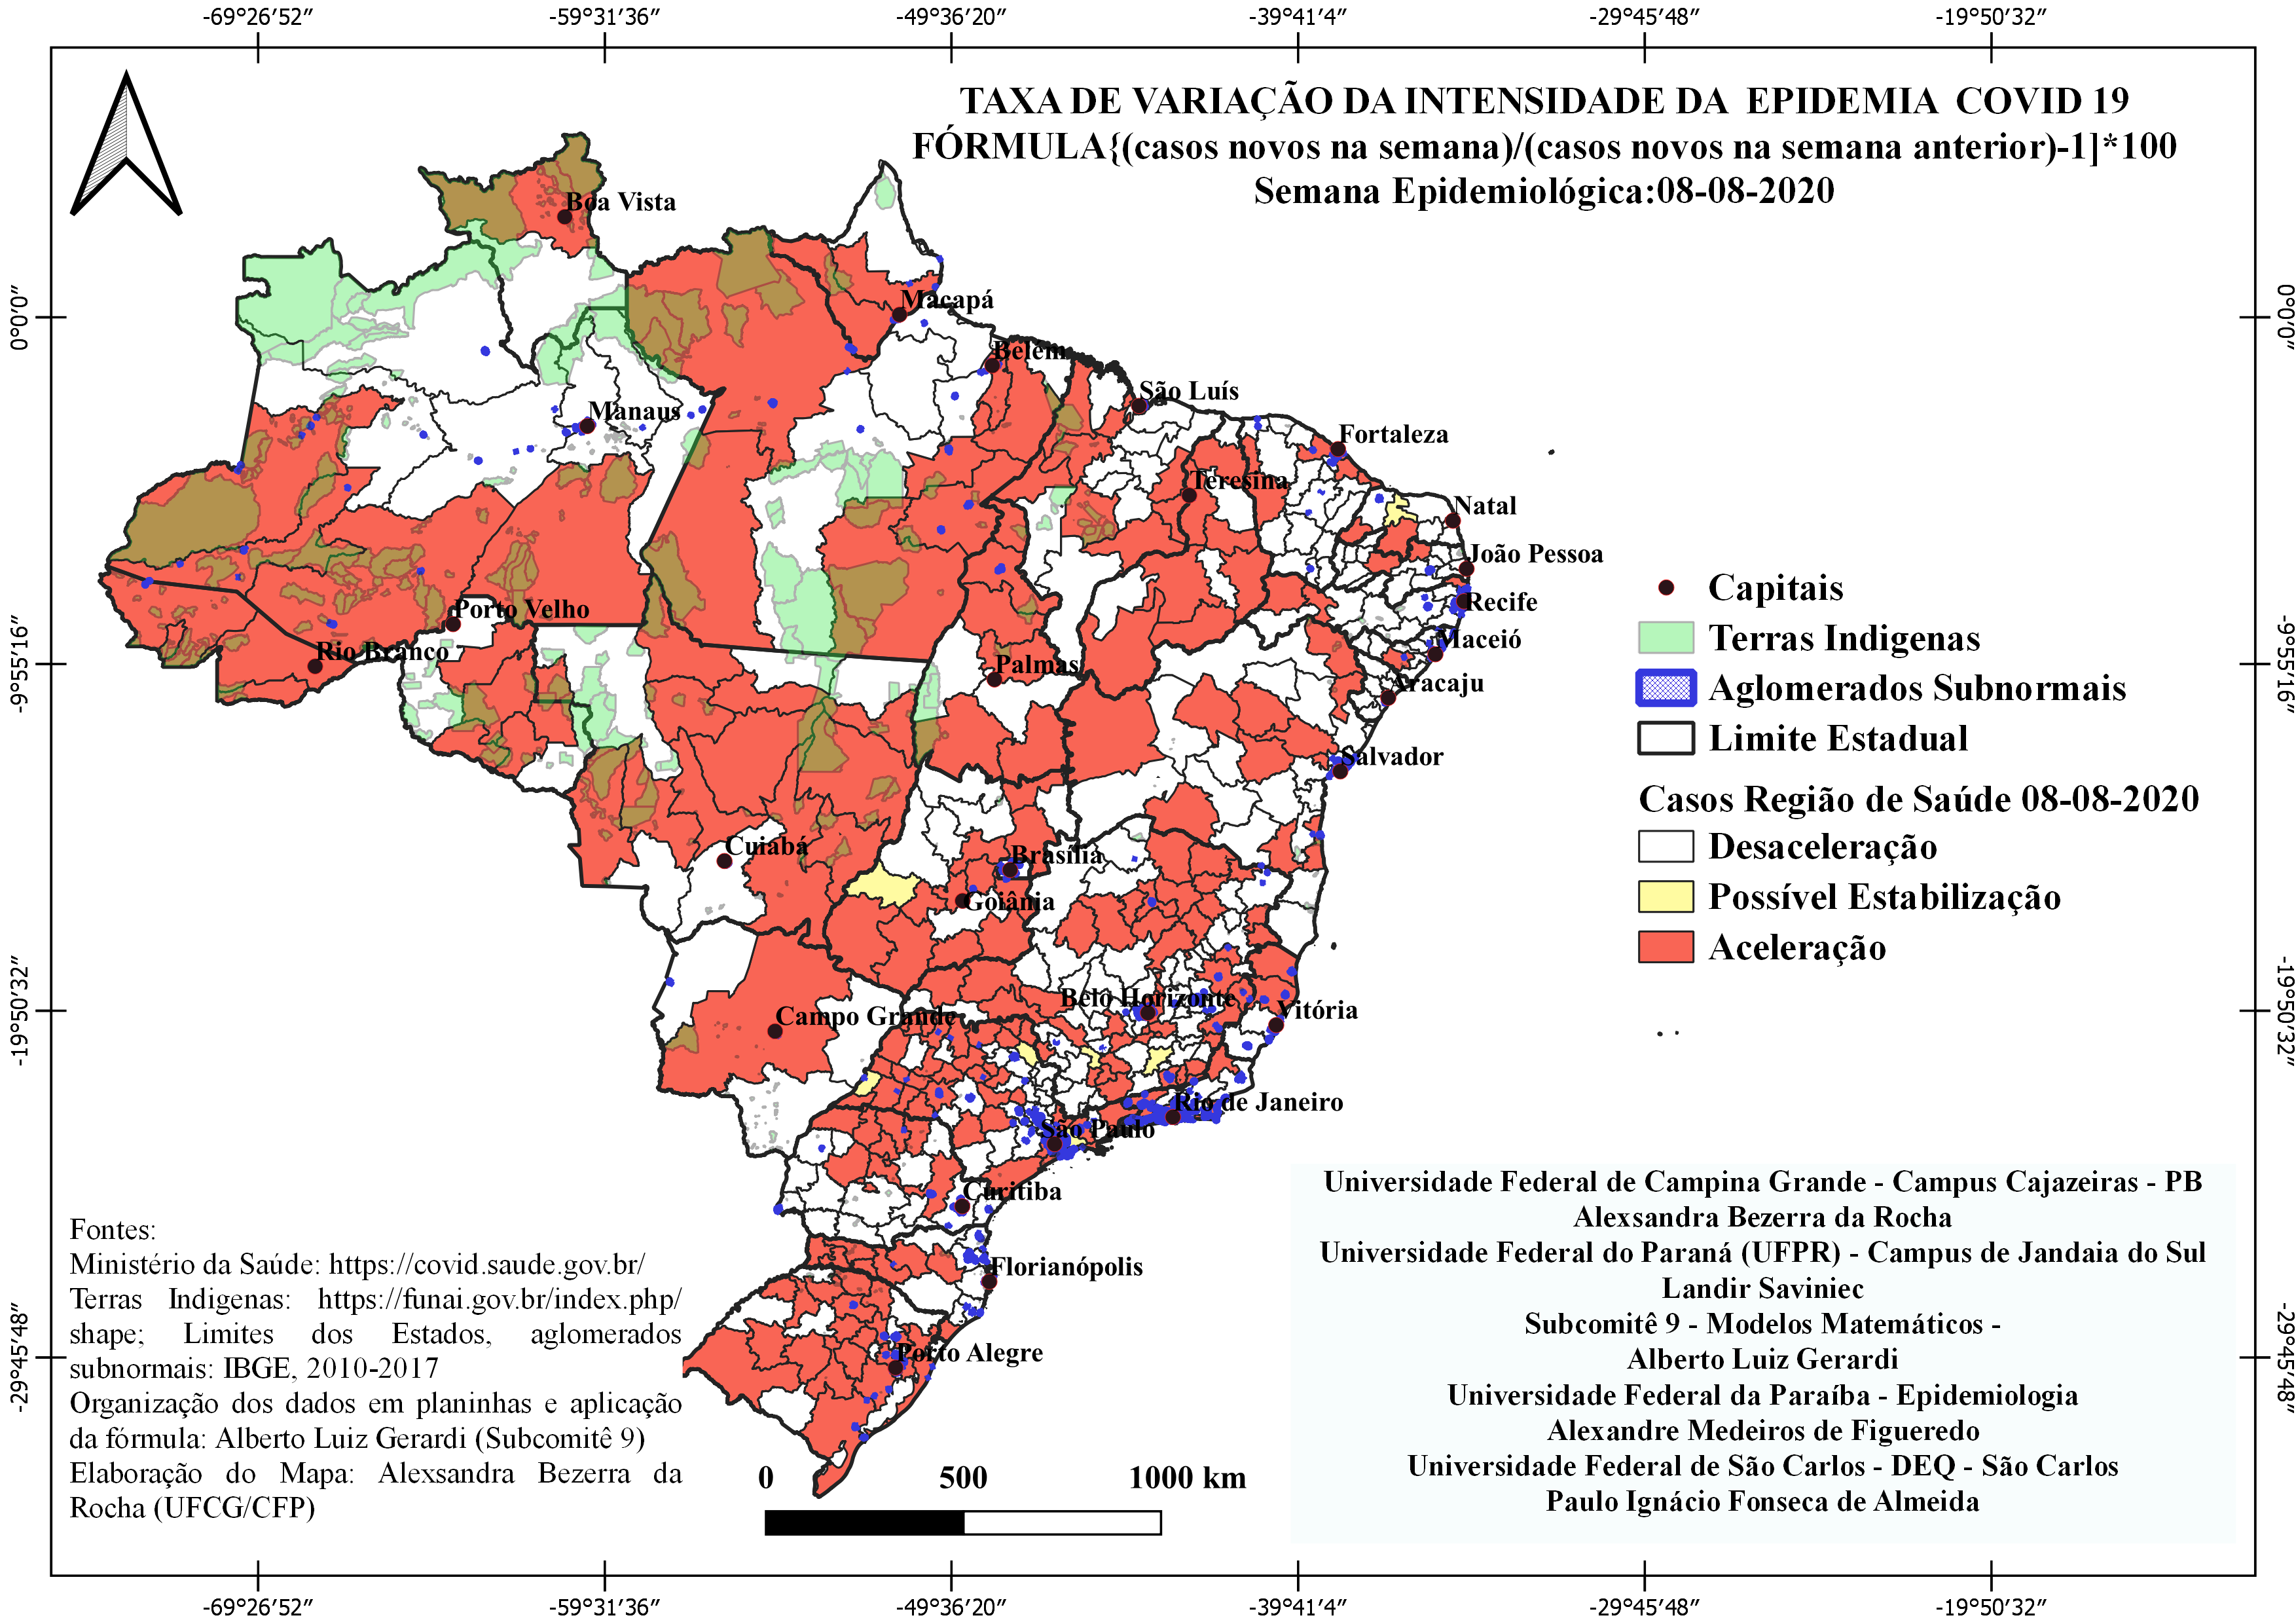 -69°26′52″ -59°31′36″ -49°36′20″ -39°41′4″ -29°45′48″ -19°50′32″
TAXA DE VARIAÇÃO DA INTENSIDADE DA EPIDEMIA COVID 19
FÓRMULA{(casos novos na semana)/(casos novos na semana anterior)-1]*100
Semana Epidemiológica:08-08-2020
0°0′0″
-9°55′16″
-19°50′32″
-29°45′48″
0°0′0″
-9°55′16″
-19°50′32″
-29°45′48″
Boa Vista
Macapá
Belém
São Luís
Manaus
Fortaleza
Teresina
Natal
João Pessoa
Recife
Porto Velho
Maceió
Rio Branco
Palmas
Aracaju
Salvador
Cuiabá
Brasília
Goiânia
Belo Horizonte
Vitória
Campo Grande
Rio de Janeiro
São Paulo
Curitiba
Florianópolis
Porto Alegre
Capitais
Terras Indigenas
Aglomerados Subnormais
Limite Estadual
Casos Região de Saúde 08-08-2020
Desaceleração
Possível Estabilização
Aceleração
Fontes:
Ministério da Saúde: https://covid.saude.gov.br/
Terras Indigenas: https://funai.gov.br/index.php/
shape; Limites dos Estados, aglomerados
subnormais: IBGE, 2010-2017
Organização dos dados em planinhas e aplicação
da fórmula: Alberto Luiz Gerardi (Subcomitê 9)
Elaboração do Mapa: Alexsandra Bezerra da
Rocha (UFCG/CFP)
0 500 1000 km
Universidade Federal de Campina Grande - Campus Cajazeiras - PB
Alexsandra Bezerra da Rocha
Universidade Federal do Paraná (UFPR) - Campus de Jandaia do Sul
Landir Saviniec
Subcomitê 9 - Modelos Matemáticos -
Alberto Luiz Gerardi
Universidade Federal da Paraíba - Epidemiologia
Alexandre Medeiros de Figueredo
Universidade Federal de São Carlos - DEQ - São Carlos
Paulo Ignácio Fonseca de Almeida
-69°26′52″ -59°31′36″ -49°36′20″ -39°41′4″ -29°45′48″ -19°50′32″